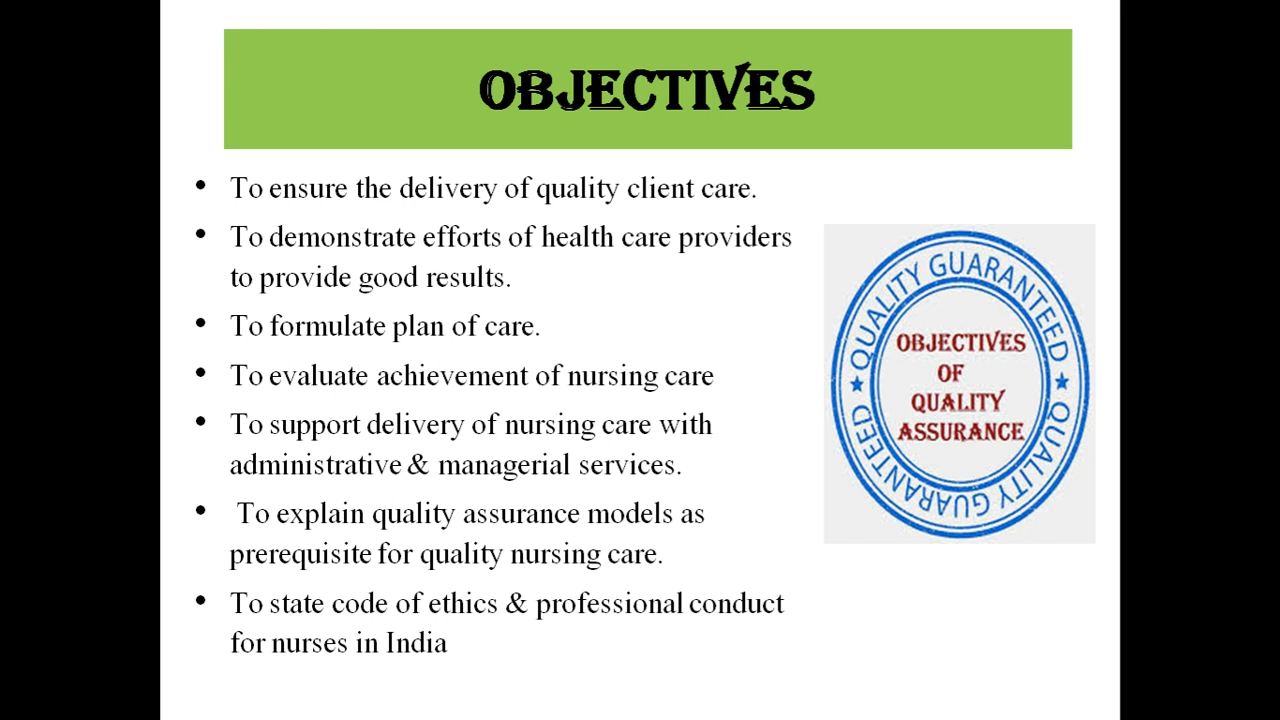 OBJECTIVES
• To ensure the delivery of quality client care.
• To demonstrate efforts of health care providers
to provide good results.
• To formulate plan of care.
• To evaluate achievement of nursing care
• To support delivery of nursing care with
administrative & managerial services.
• To explain quality assurance models as
prerequisite for quality nursing care.
• To state code of ethics & professional conduct
for nurses in India
QUALITY GUARANTEED
OBJECTIVES
OF
QUALITY
ASSURANCE
QUALITY GUARANTEED